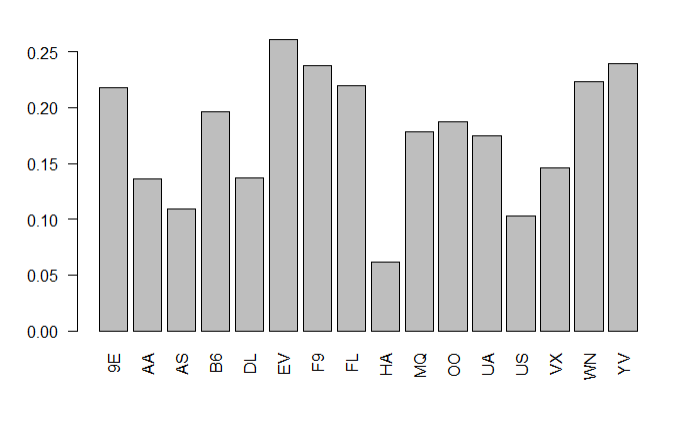 0.25
0.20
0.15
0.10
0.05
0.00
9E
AA
AS
B6
DL
EV
F9
FL
HA
MQ
OO
UA
US
VX
WN
YV